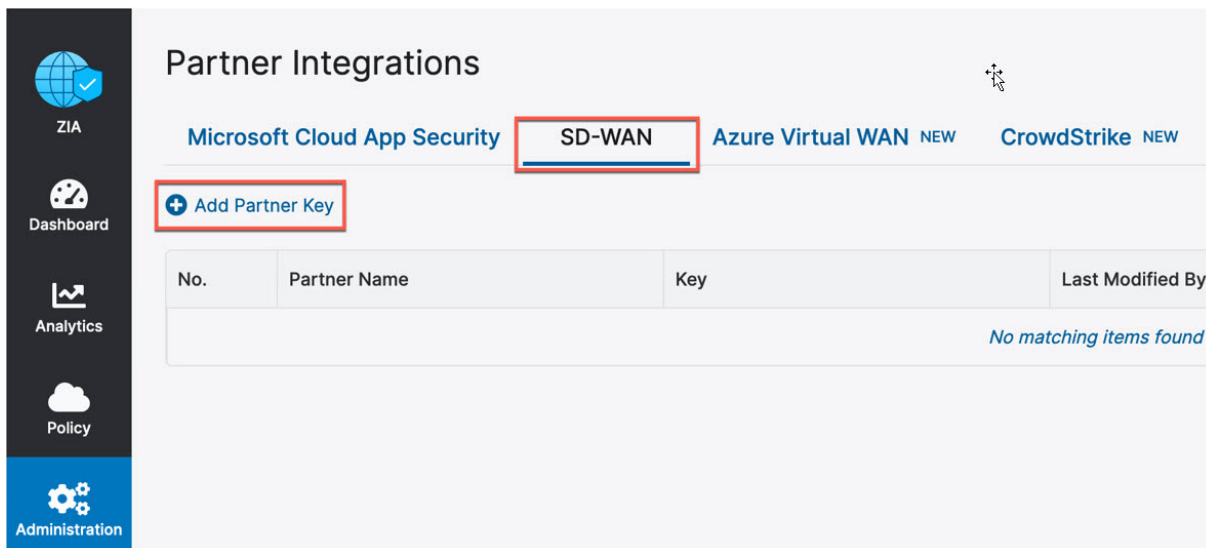 Partner Integrations
ZIA
Microsoft Cloud App Security SD-WAN Azure Virtual WAN NEW CrowdStrike NEW
Add Partner Key
Dashboard
No. Partner Name Key Last Modified By
Analytics
No matching items found
Policy
Administration